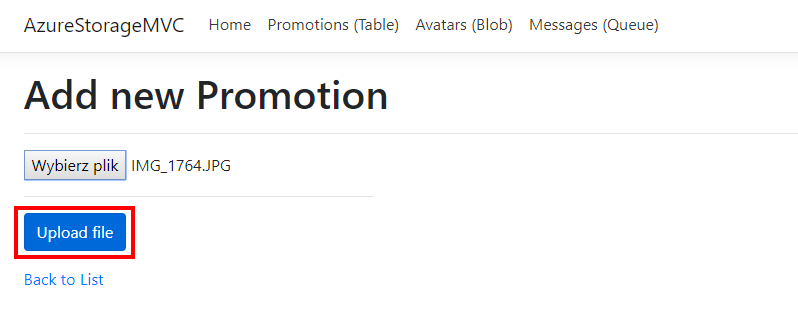 AzureStorageMVC Home Promotions (Table) Avatars (Blob) Messages (Queue)
Add new Promotion
Wybierz plik IMG_1764.JPG
Upload file
Back to List